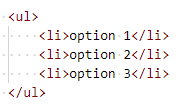 <ul>
    <li>option 1</li>
    <li>option 2</li>
    <li>option 3</li>
</ul>